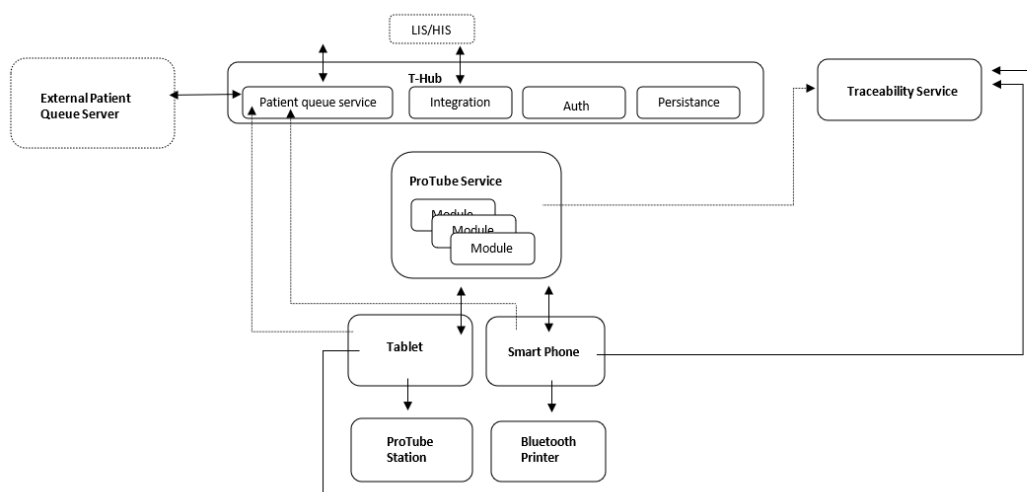 LIS/HIS
T-Hub
External Patient
Queue Server
Patient queue service
Integration
Auth
Persistance
Traceability Service
ProTube Service
Module
Module
Module
Tablet
Smart Phone
ProTube
Station
Bluetooth
Printer